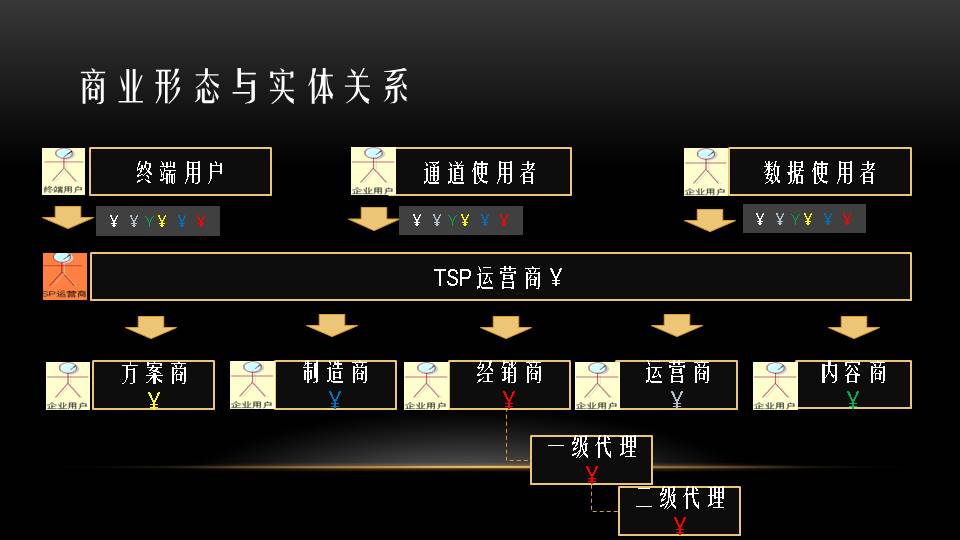 商业形态与实体关系
终端用户
终端用户
企业用户
通道使用者
企业用户
数据使用者
¥ ¥ Y ¥ ¥ ¥
¥ ¥ Y ¥ ¥ ¥
¥ ¥ Y ¥ ¥ ¥
SP运营商
TSP运营商¥
企业用户
方案商
¥
企业用户
制造商
¥
企业用户
经销商
¥
企业用户
运营商
¥
企业用户
内容商
¥
一级代理
¥
二级代理
¥